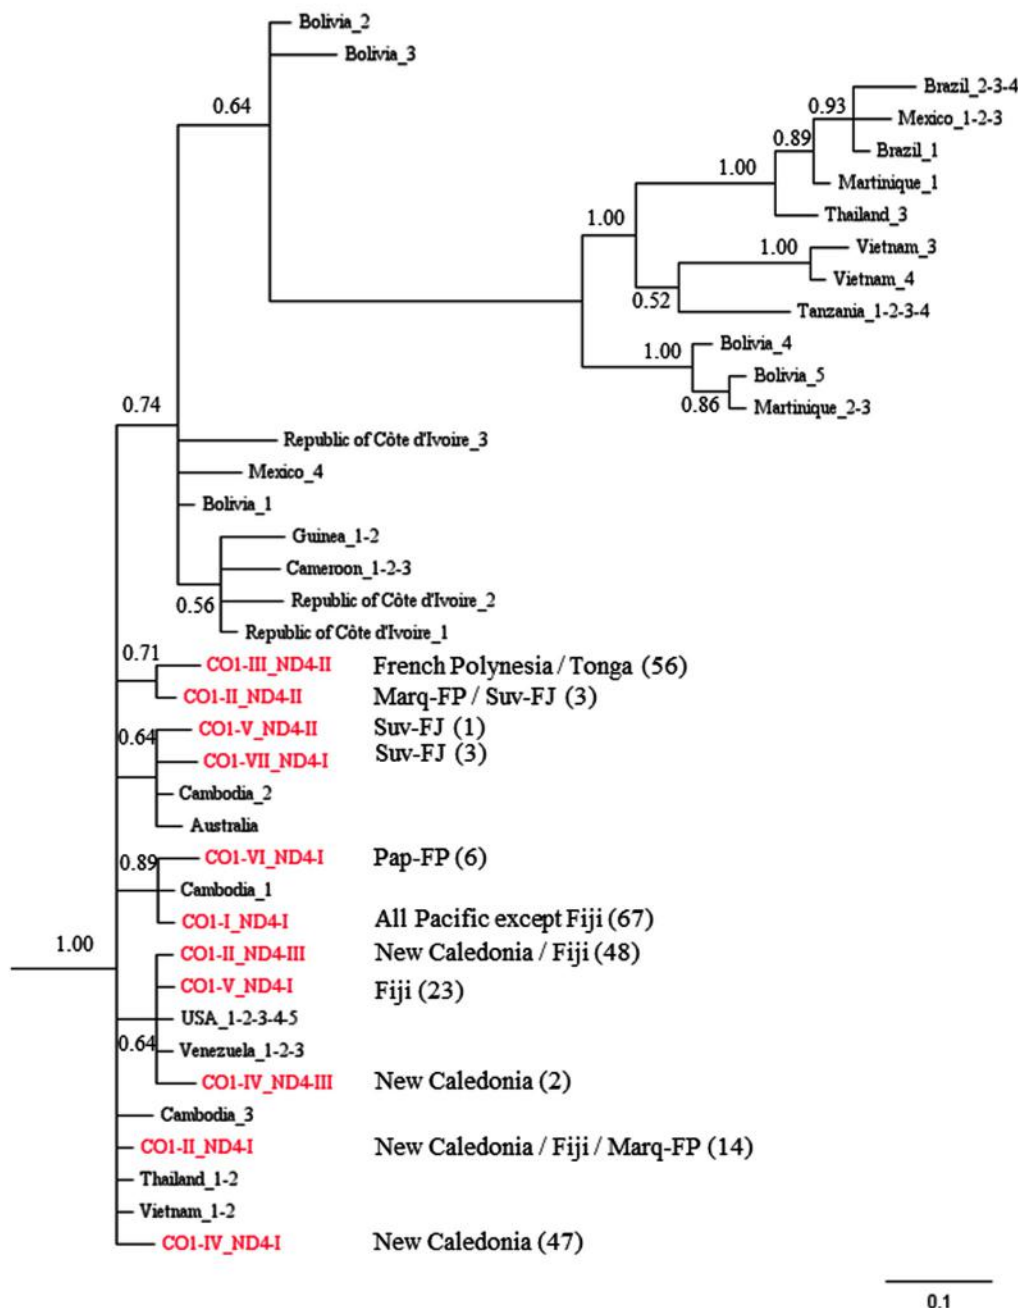 Bolivia_2
Bolivia_3
0.64
Brazil_2-3-4
0.93
Mexico_1-2-3
0.89
Brazil_1
1.00
Martinique_1
Thailand_3
1.00
Vietnam_3
1.00
Vietnam_4
0.52
Tanzania_1-2-3-4
Bolivia_4
1.00
Bolivia_5
0.86
Martinique_2-3
0.74
Republic of Côte d'Ivoire_3
Mexico_4
Bolivia_1
Guinea_1-2
Cameroon_1-2-3
0.56
Republic of Côte d'Ivoire_2
Republic of Côte d'Ivoire_1
0.71
CO1-III_ND4-II French Polynesia / Tonga (56)
CO1-II_ND4-II Marq-FP / Suv-FJ (3)
CO1-V_ND4-II Suv-FJ (1)
0.64
CO1-VII_ND4-I Suv-FJ (3)
Cambodia_2
Australia
CO1-VI_ND4-I Pap-FP (6)
0.89
Cambodia_1
CO1-I_ND4-I All Pacific except Fiji (67)
1.00
CO1-II_ND4-III New Caledonia / Fiji (48)
CO1-V_ND4-I Fiji (23)
USA_1-2-3-4-5
0.64
Venezuela_1-2-3
CO1-IV_ND4-III New Caledonia (2)
Cambodia_3
CO1-II_ND4-I New Caledonia / Fiji / Marq-FP (14)
Thailand_1-2
Vietnam_1-2
CO1-IV_ND4-I New Caledonia (47)
0.1